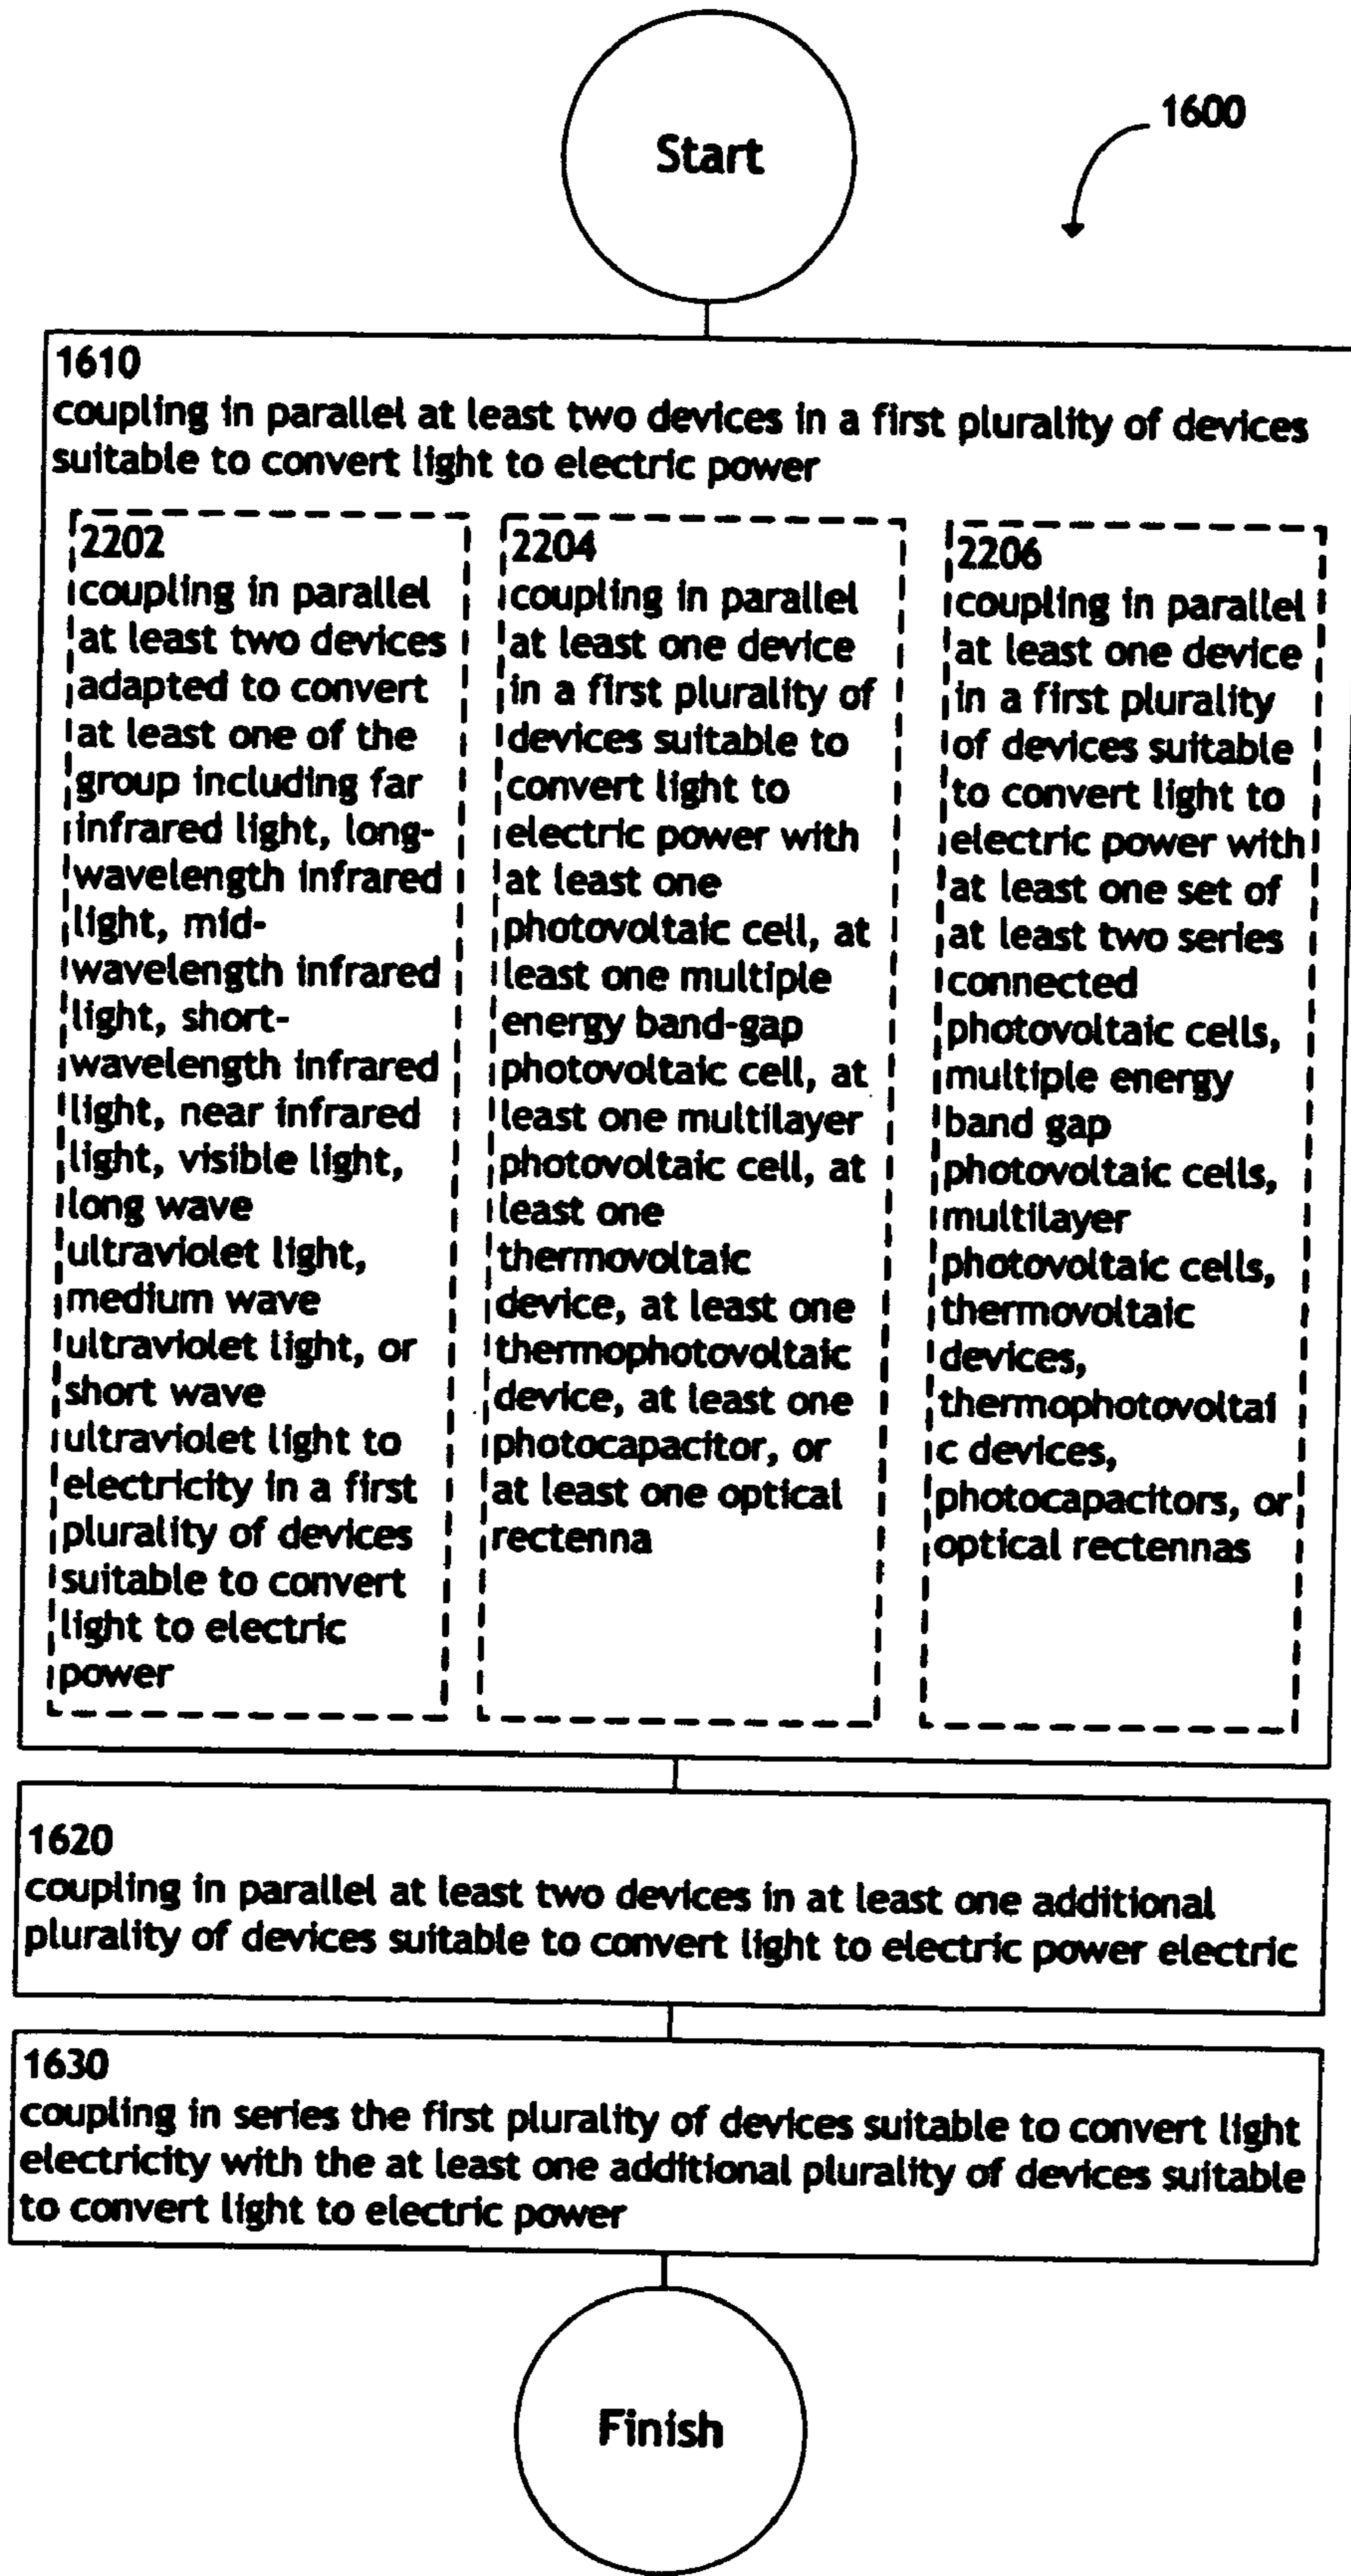 Start
1600
1610
coupling in parallel at least two devices in a first plurality of devices
suitable to convert light to electric power
2202
coupling in parallel
at least two devices
adapted to convert
at least one of the
group including far
infrared light, long-
wavelength infrared
light, mid-
wavelength infrared
light, short-
wavelength infrared
light, near infrared
light, visible light,
long wave
ultraviolet light,
medium wave
ultraviolet light, or
short wave
ultraviolet light to
electricity in a first
plurality of devices
suitable to convert
light to electric
power
2204
coupling in parallel
at least one device
in a first plurality of
devices suitable to
convert light to
electric power with
at least one
photovoltaic cell, at
least one multiple
energy band-gap
photovoltaic cell, at
least one multilayer
photovoltaic cell, at
least one
thermovoltaic
device, at least one
thermophotovoltaic
device, at least one
photocapacitor, or
at least one optical
rectenna
2206
coupling in parallel
at least one device
in a first plurality
of devices suitable
to convert light to
electric power with
at least one set of
at least two series
connected
photovoltaic cells,
multiple energy
band gap
photovoltaic cells,
multilayer
photovoltaic cells,
thermovoltaic
devices,
thermophotovoltai
c devices,
photocapacitors, or
optical rectennas
1620
coupling in parallel at least two devices in at least one additional
plurality of devices suitable to convert light to electric power electric
1630
coupling in series the first plurality of devices suitable to convert light
electricity with the at least one additional plurality of devices suitable
to convert light to electric power
Finish